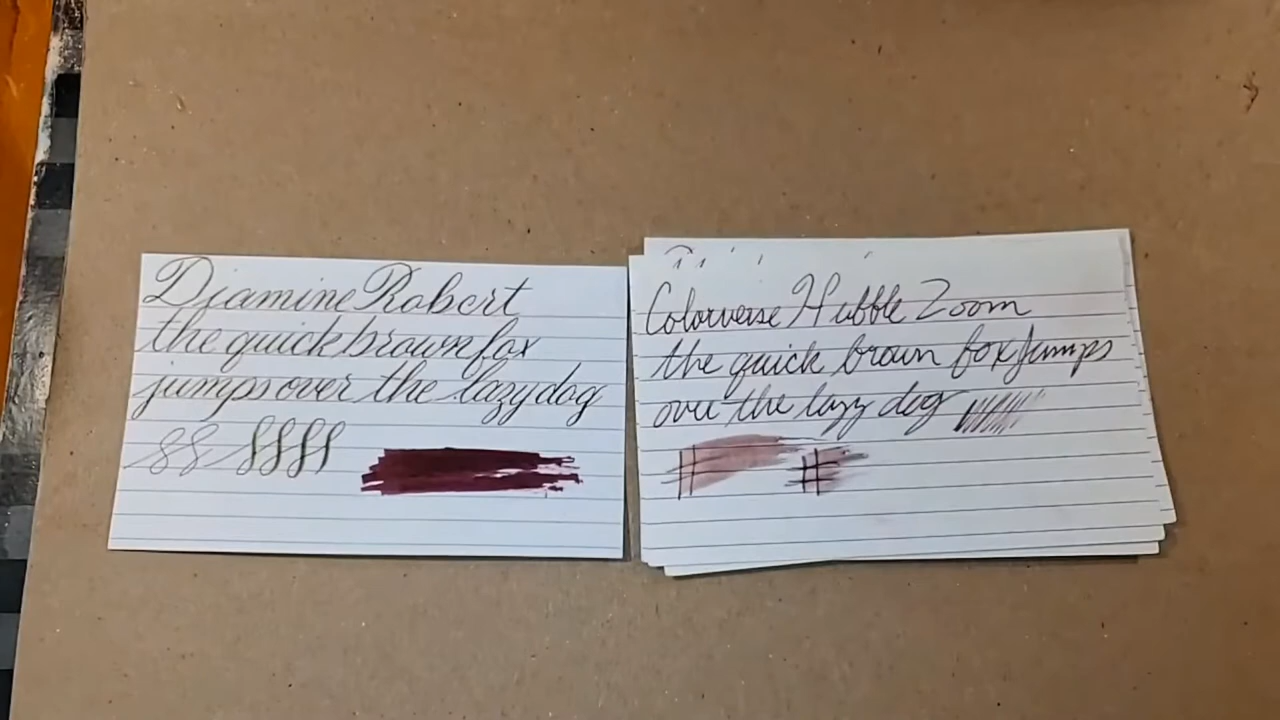 Diamine Robert
the quick brown fox
jumps over the lazy dog
Colorverse Hubble Zoom
the quick brown fox jumps
over the lazy dog